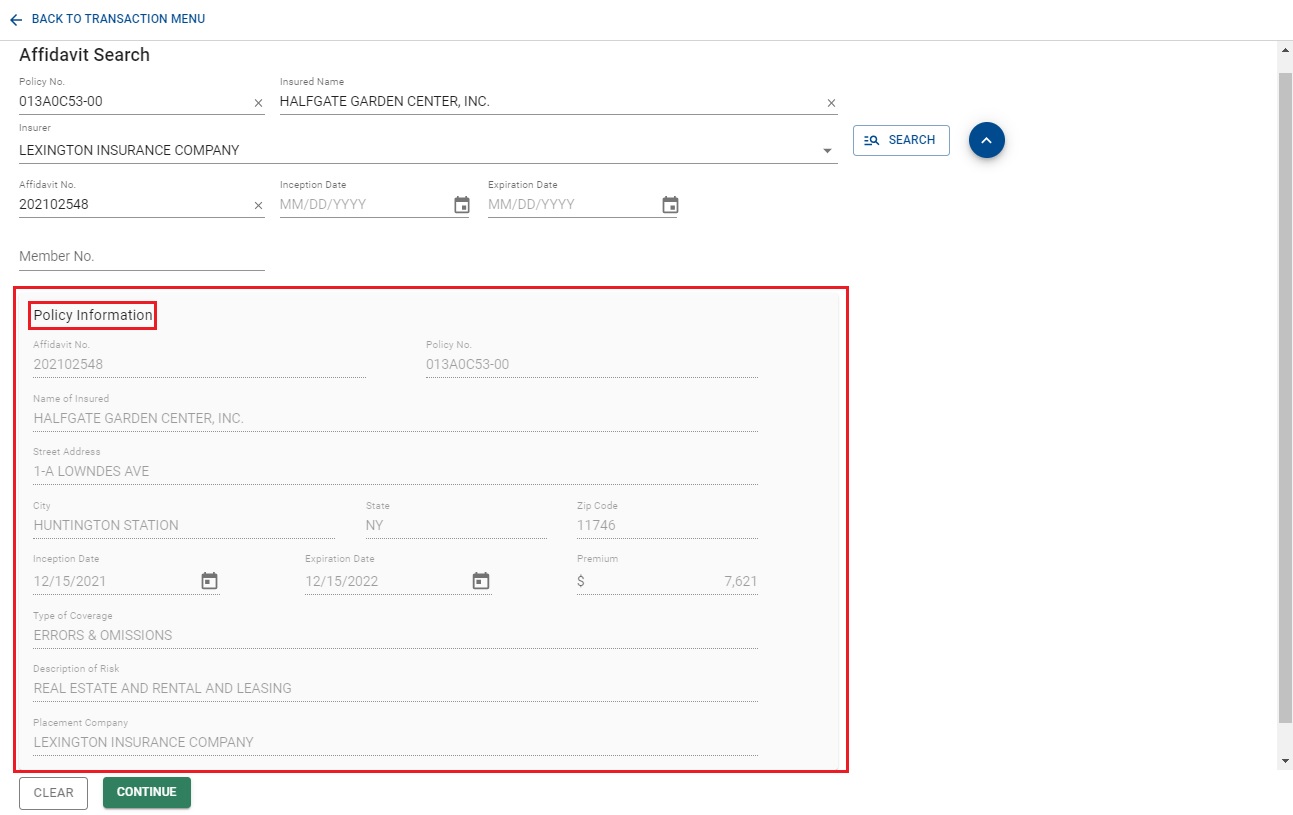 BACK TO TRANSACTION MENU
Affidavit Search
Policy No. Insured Name
013A0C53-00 HALFGATE GARDEN CENTER, INC.
Insurer
LEXINGTON INSURANCE COMPANY
SEARCH
Affidavit No. Inception Date Expiration Date
202102548 MM/DD/YYYY MM/DD/YYYY
Member No.
Policy Information
Affidavit No. Policy No.
202102548 013A0C53-00
Name of Insured
HALFGATE GARDEN CENTER, INC.
Street Address
1-A LOWNDES AVE
City State Zip Code
HUNTINGTON STATION NY 11746
Inception Date Expiration Date Premium
12/15/2021 12/15/2022 $ 7,621
Type of Coverage
ERRORS & OMISSIONS
Description of Risk
REAL ESTATE AND RENTAL AND LEASING
Placement Company
LEXINGTON INSURANCE COMPANY
CLEAR CONTINUE